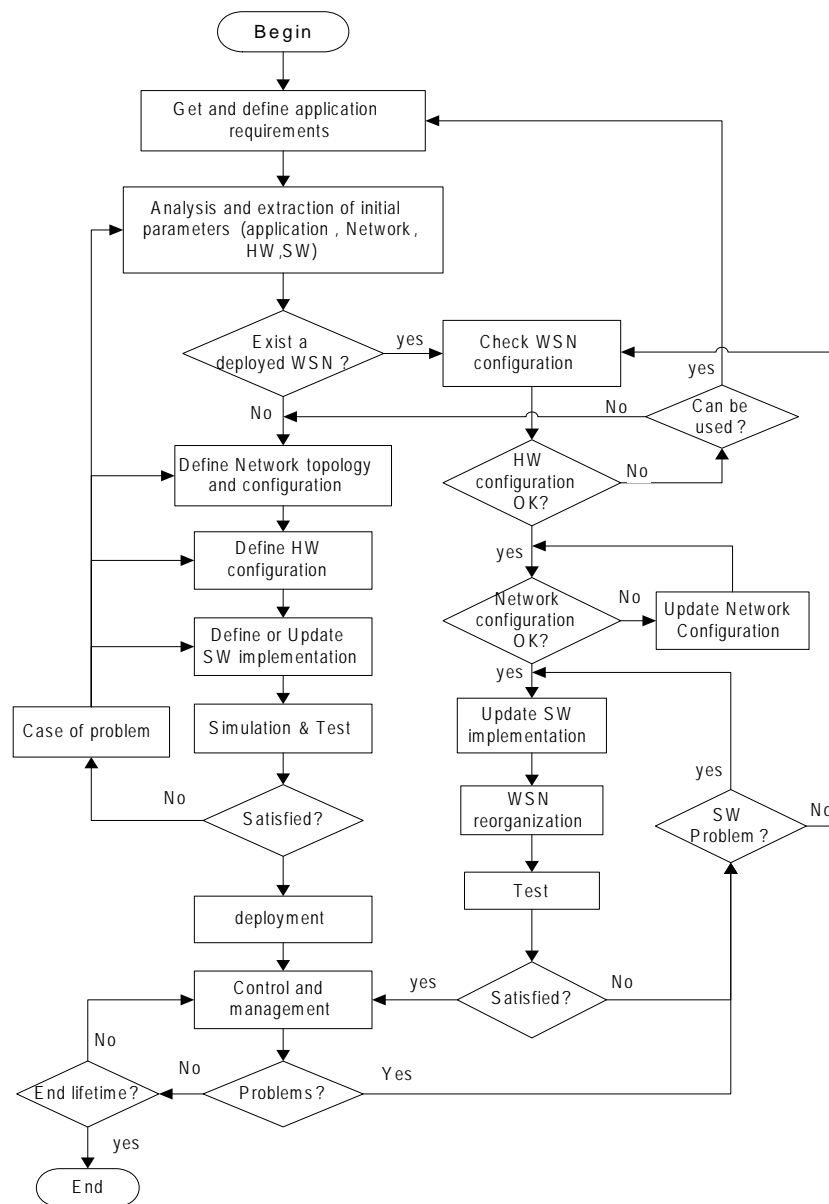 Begin
Get and define application
requirements
Analysis and extraction of initial
parameters (application , Network ,
HW,SW)
Exist a
deployed WSN ?
yes
Check WSN
configuration
yes
No
No
Can be
used ?
Define Network topology
and configuration
HW
configuration
OK?
No
Define HW
configuration
yes
Network
configuration
OK?
No
Update Network
Configuration
Define or Update
SW implementation
yes
Case of problem
Simulation & Test
Update SW
implementation
yes
No
Satisfied?
WSN
reorganization
SW
Problem ?
No
Test
deployment
Control and
management
yes
Satisfied?
No
No
No
Yes
End lifetime?
Problems ?
yes
End